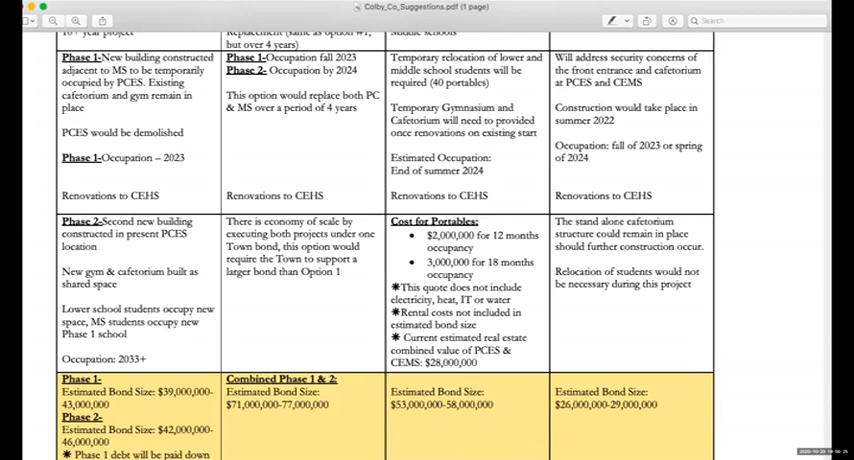 Colby_Co_Suggestions.pdf (1 page)
Search
10+ year project
Replacement (same as option #1,
but over 4 years)
Middle schools
Phase 1-New building constructed
adjacent to MS to be temporarily
occupied by PCES. Existing
cafetorium and gym remain in
place
PCES would be demolished
Phase 1-Occupation – 2023
Renovations to CEHS
Phase 1-Occupation fall 2023
Phase 2- Occupation by 2024
This option would replace both PC
& MS over a period of 4 years
Renovations to CEHS
Temporary relocation of lower and
middle school students will be
required (40 portables)
Temporary Gymnasium and
Cafetorium will need to provided
once renovations on existing start
Estimated Occupation:
End of summer 2024
Renovations to CEHS
Will address security concerns of
the front entrance and cafetorium
at PCES and CEMS
Construction would take place in
summer 2022
Occupation: fall of 2023 or spring
of 2024
Renovations to CEHS
Phase 2-Second new building
constructed in present PCES
location
New gym & cafetorium built as
shared space
Lower school students occupy new
space, MS students occupy new
Phase 1 school
Occupation: 2033+
There is economy of scale by
executing both projects under one
Town bond, this option would
require the Town to support a
larger bond than Option 1
Cost for Portables:
• $2,000,000 for 12 months
occupancy
• 3,000,000 for 18 months
occupancy
✷This quote does not include
electricity, heat, IT or water
✷Rental costs not included in
estimated bond size
✷ Current estimated real estate
combined value of PCES &
CEMS: $28,000,000
The stand alone cafetorium
structure could remain in place
should further construction occur.
Relocation of students would not
be necessary during this project
Phase 1-
Estimated Bond Size: $39,000,000-
43,000,000
Phase 2-
Estimated Bond Size: $42,000,000-
46,000,000
✷ Phase 1 debt will be paid down
Combined Phase 1 & 2:
Estimated Bond Size:
$71,000,000-77,000,000
Estimated Bond Size:
$53,000,000-58,000,000
Estimated Bond Size:
$26,000,000-29,000,000